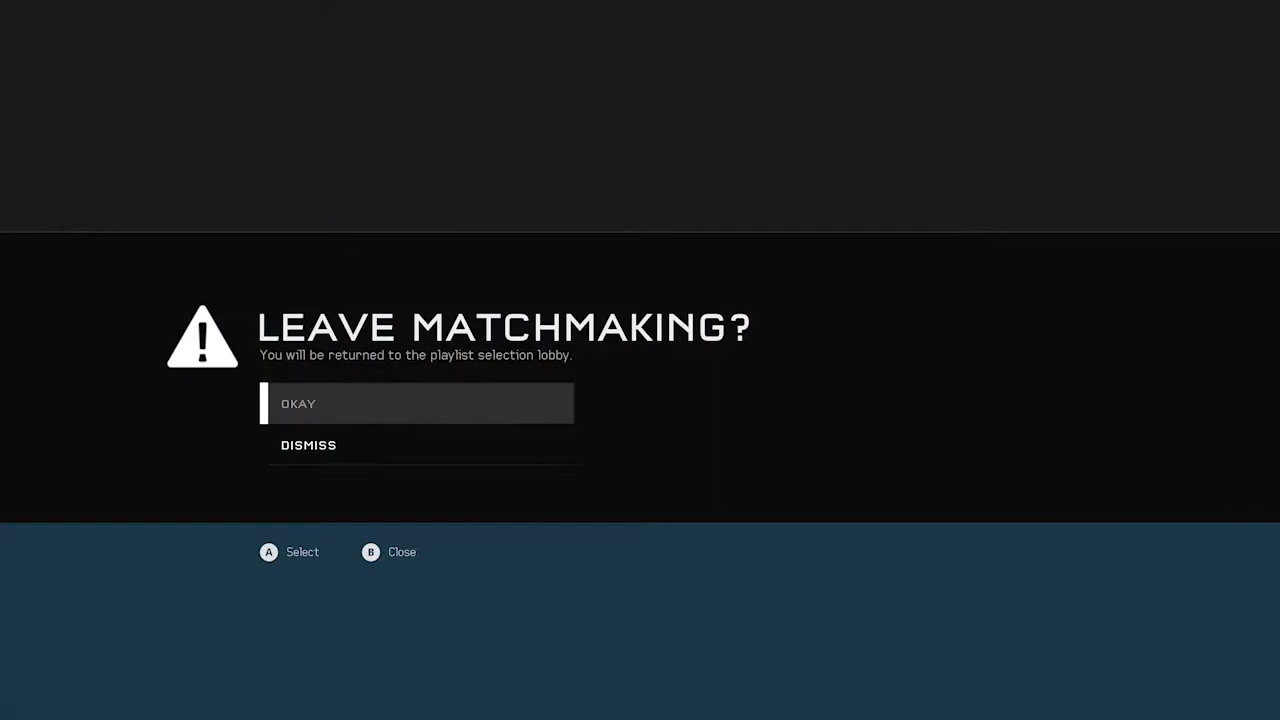 LEAVE MATCHMAKING?
You will be returned to the playlist selection lobby.
OKAY
DISMISS
A Select B Close